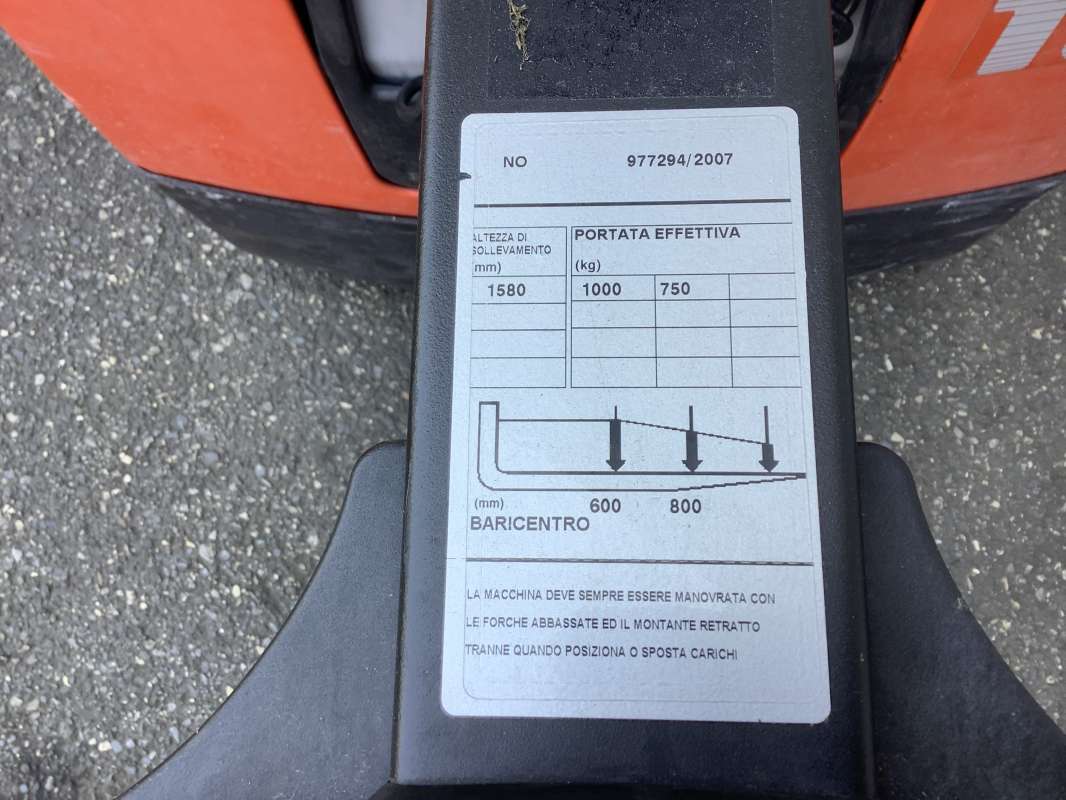 NO 977294/2007
ALTEZZA DI PORTATA EFFETTIVA
SOLLEVAMENTO
(mm) (kg)
1580 1000 750
(mm) 600 800
BARICENTRO
LA MACCHINA DEVE SEMPRE ESSERE MANOVRATA CON
LE FORCHE ABBASSATE ED IL MONTANTE RETRATTO
TRANNE QUANDO POSIZIONA O SPOSTA CARICHI